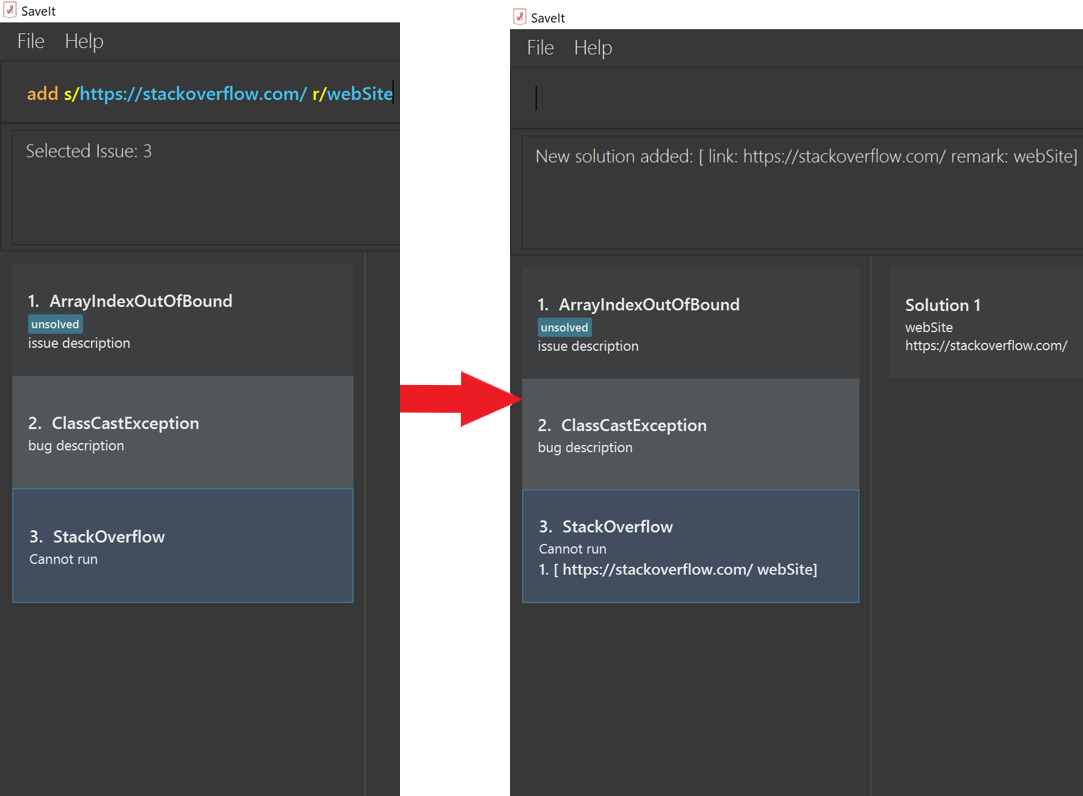 SaveIt
File Help
add s/https://stackoverflow.com/ r/webSite
Selected Issue: 3
1. ArrayIndexOutOfBound
unsolved
issue description
2. ClassCastException
bug description
3. StackOverflow
Cannot run
SaveIt
File Help
New solution added: [ link: https://stackoverflow.com/ remark: webSite]
1. ArrayIndexOutOfBound
unsolved
issue description
2. ClassCastException
bug description
3. StackOverflow
Cannot run
1. [ https://stackoverflow.com/ webSite]
Solution 1
webSite
https://stackoverflow.com/